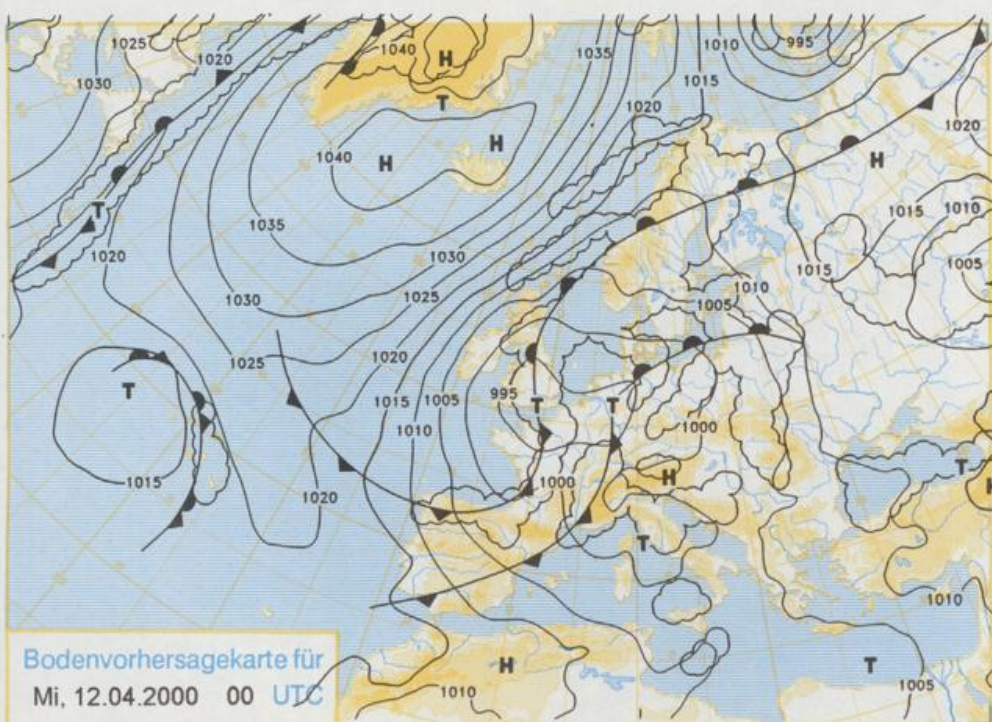 1025 1040 H 1035 1010 995
1030 1020 T 1020 1015 1020
1040 H H H
T 1035 1015 1010
1020 1030 1005
1030 1025 1010 1015
1005
1025 1020
T 1015 1005 995 T T
1010 1000
1015 1020 1000 H T H
T
1010
H T
1010 1005
Bodenvorhersagekarte für
Mi, 12.04.2000 00 UTC